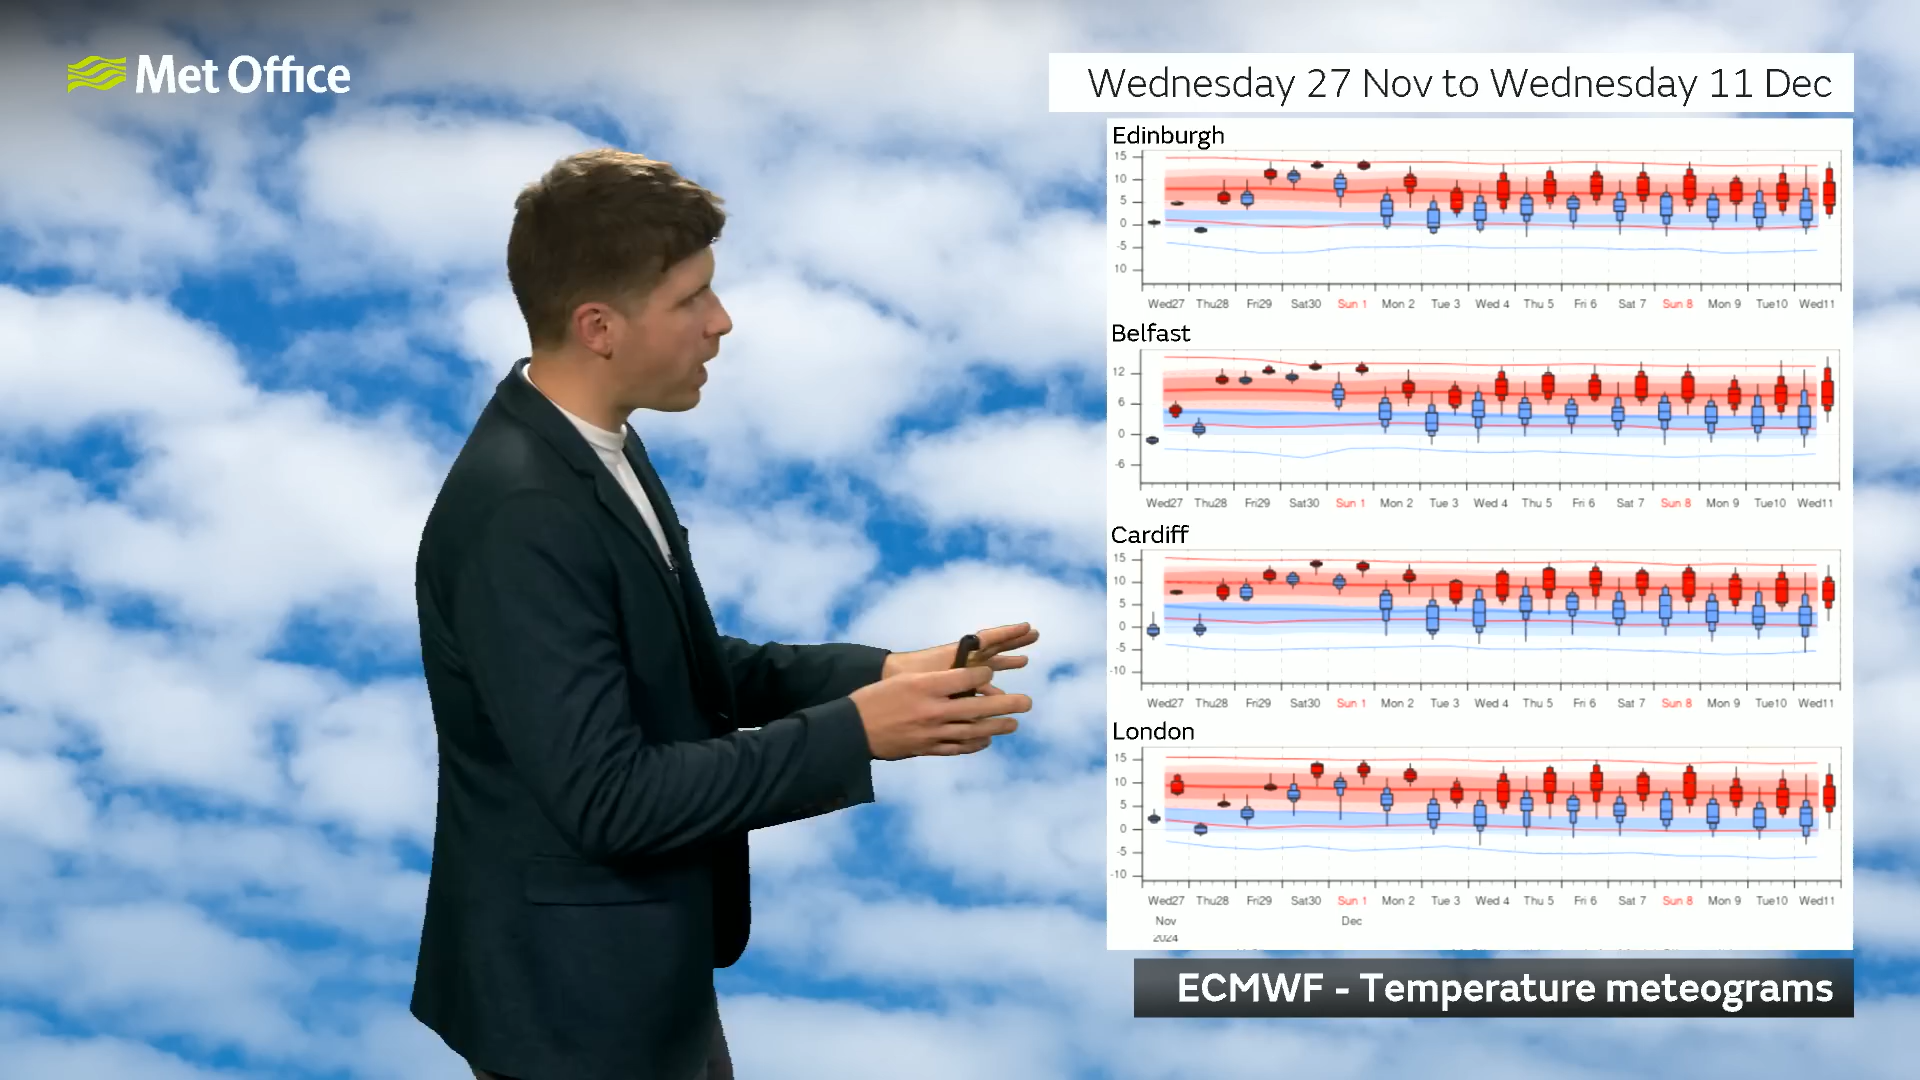 Met Office
Wednesday 27 Nov to Wednesday 11 Dec
Edinburgh
15
10
5
0
-5
10
Wed27 Thu28 Fri29 Sat30 Sun 1 Mon 2 Tue 3 Wed 4 Thu 5 Fri 6 Sat 7 Sun 8 Mon 9 Tue10 Wed11
Belfast
12
6
0
-6
Wed27 Thu28 Fri29 Sat30 Sun 1 Mon 2 Tue 3 Wed 4 Thu 5 Fri 6 Sat 7 Sun 8 Mon 9 Tue10 Wed11
Cardiff
15
10
5
0
-5
-10
Wed27 Thu28 Fri29 Sat30 Sun 1 Mon 2 Tue 3 Wed 4 Thu 5 Fri 6 Sat 7 Sun 8 Mon 9 Tue10 Wed11
London
15
10
5
0
-5
-10
Wed27 Thu28 Fri29 Sat30 Sun 1 Mon 2 Tue 3 Wed 4 Thu 5 Fri 6 Sat 7 Sun 8 Mon 9 Tue10 Wed11
Nov Dec
2024
ECMWF - Temperature meteograms